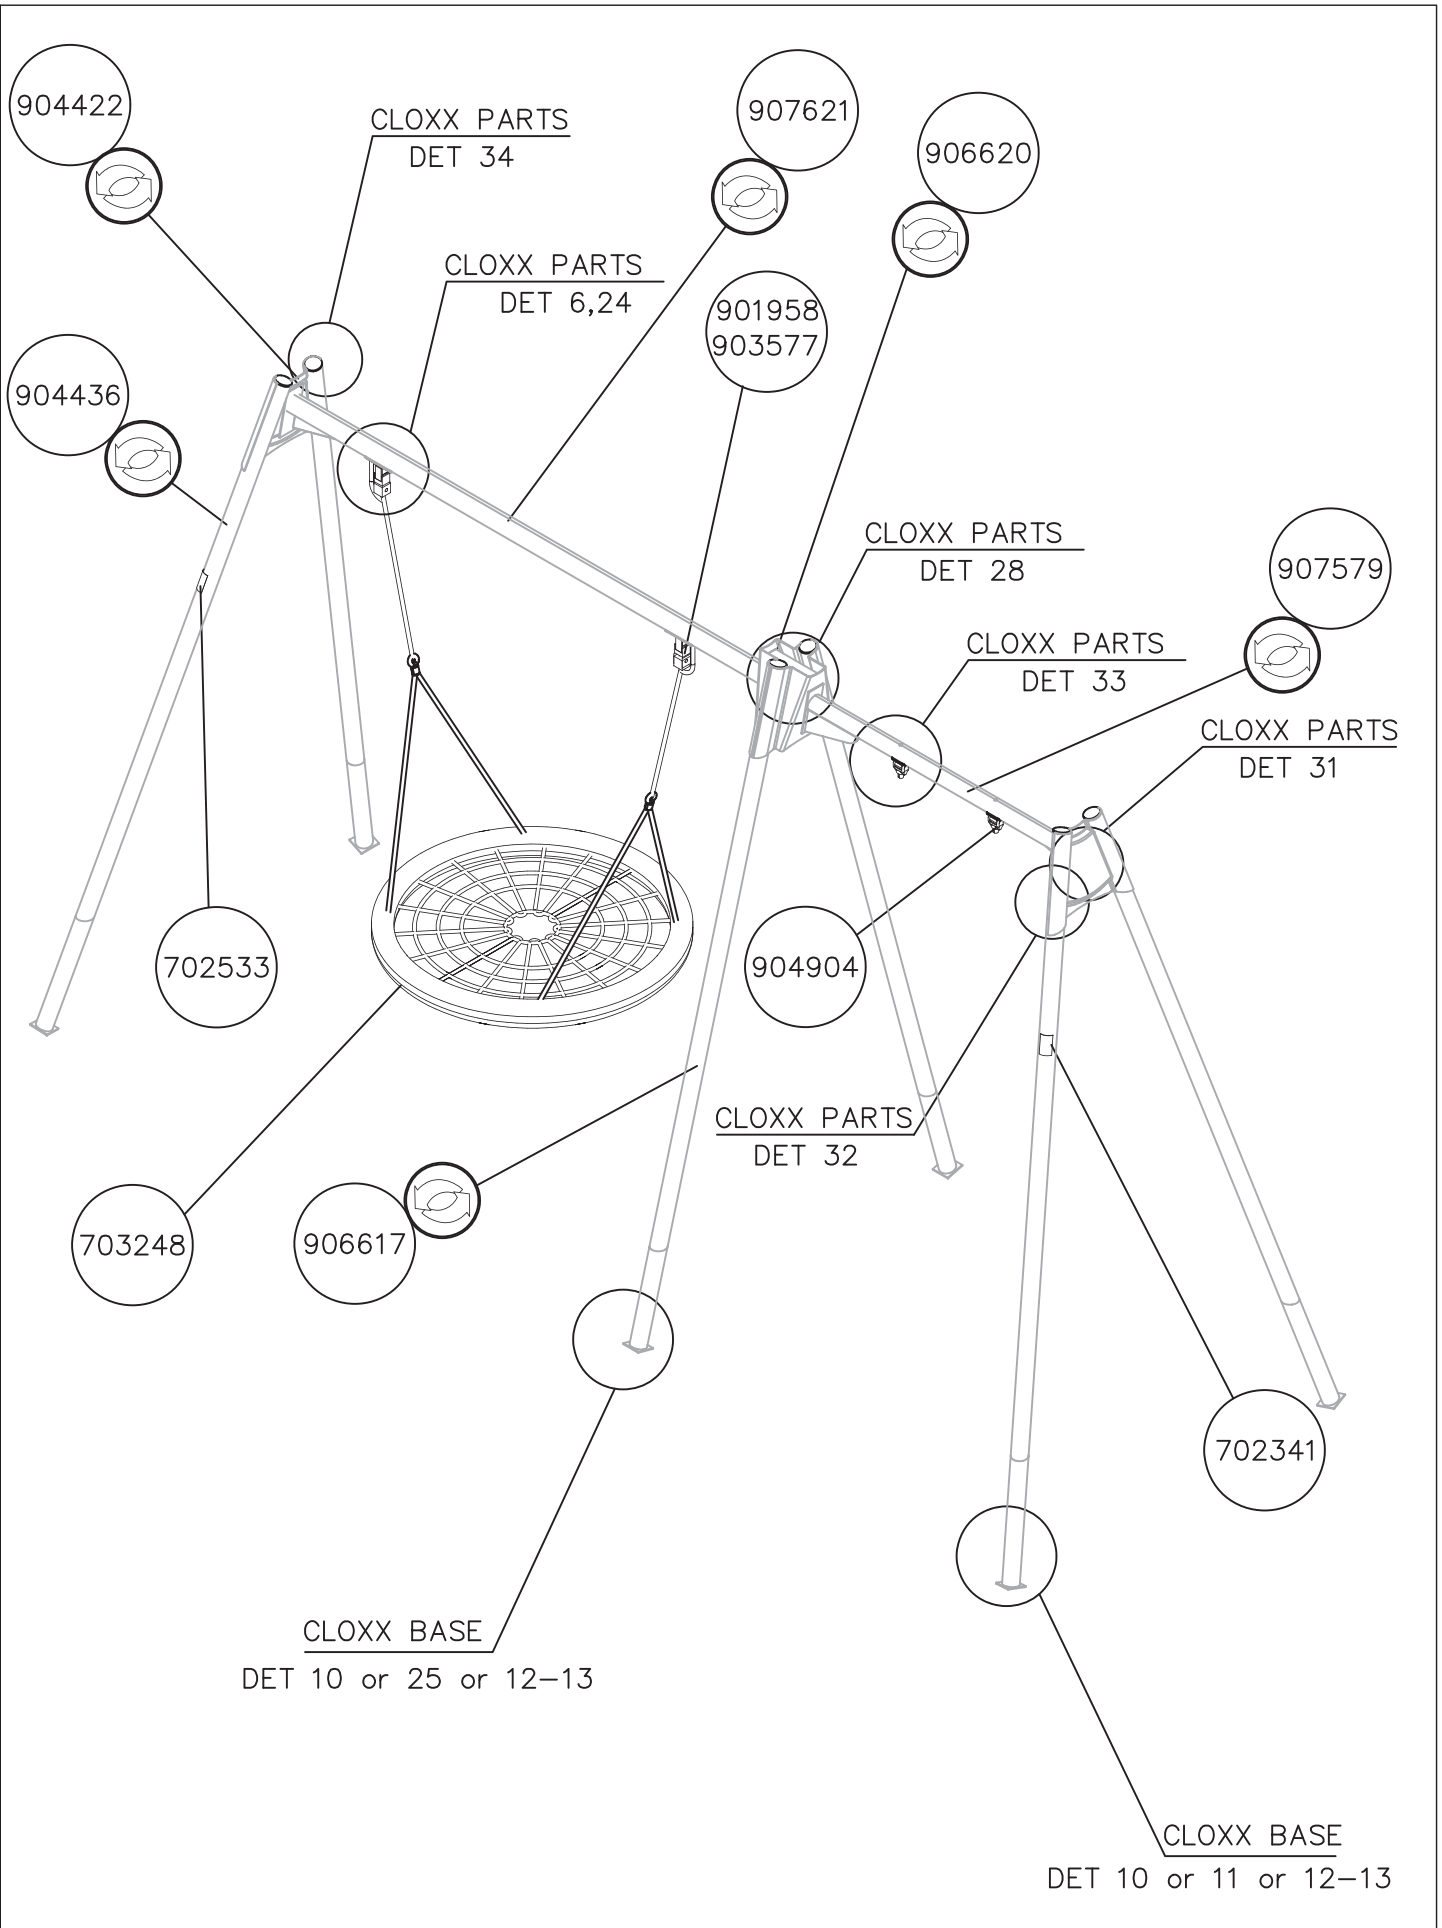 904422
CLOXX PARTS
DET 34
907621
906620
CLOXX PARTS
DET 6,24
901958
903577
904436
CLOXX PARTS
DET 28
907579
CLOXX PARTS
DET 33
CLOXX PARTS
DET 31
702533
904904
CLOXX PARTS
DET 32
703248
906617
702341
CLOXX BASE
DET 10 or 25 or 12-13
CLOXX BASE
DET 10 or 11 or 12-13